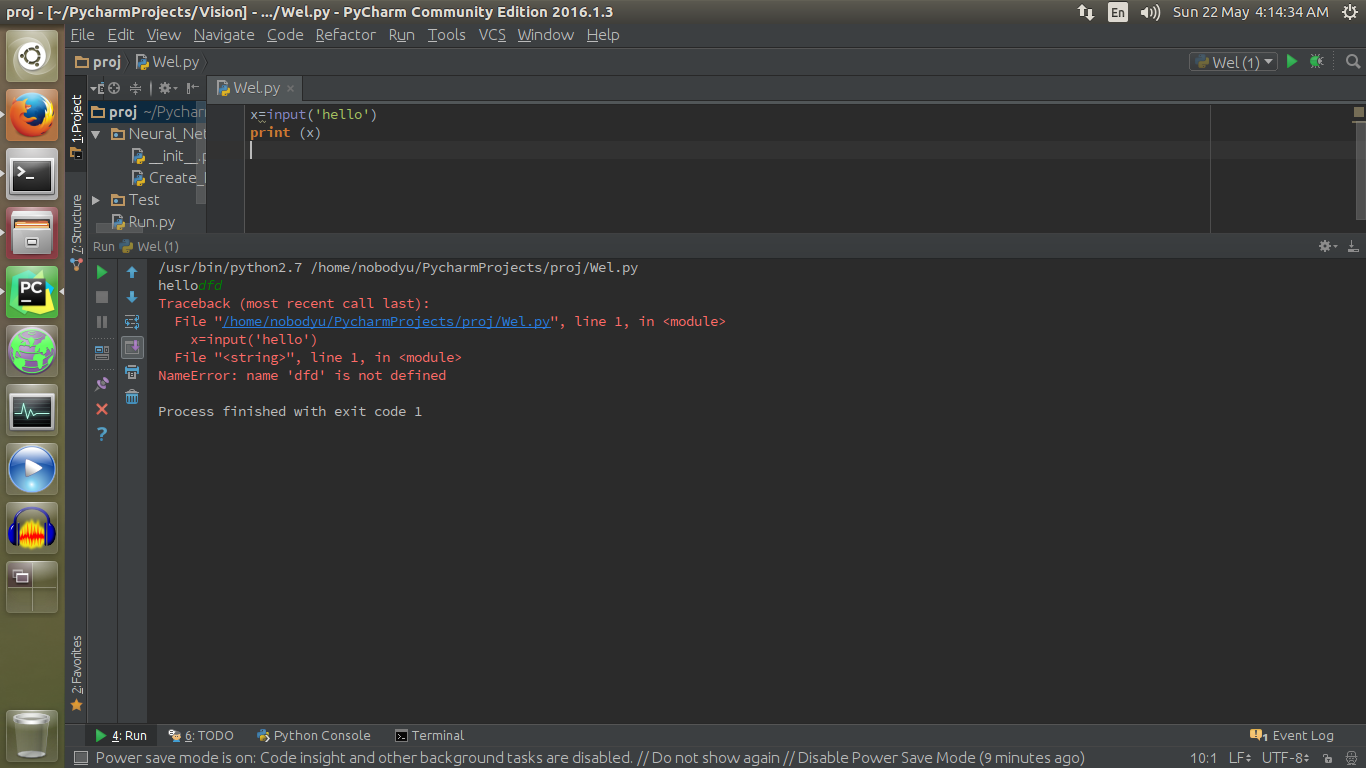 proj - [~/PycharmProjects/Vision] - .../Wel.py - PyCharm Community Edition 2016.1.3
En
Sun 22 May 4:14:34 AM
File Edit View Navigate Code Refactor Run Tools VCS Window Help
proj Wel.py
Wel (1)
1: Project
7: Structure
2: Favorites
Wel.py
proj ~/Pychar
Neural_Net
__init__.p
Create_
Test
Run.py
x=input('hello')
print (x)
Run Wel (1)
/usr/bin/python2.7 /home/nobodyu/PycharmProjects/proj/Wel.py
hellodfd
Traceback (most recent call last):
File "/home/nobodyu/PycharmProjects/proj/Wel.py", line 1, in <module>
x=input('hello')
File "<string>", line 1, in <module>
NameError: name 'dfd' is not defined
Process finished with exit code 1
PC
4: Run 6: TODO Python Console Terminal
1 Event Log
Power save mode is on: Code insight and other background tasks are disabled. // Do not show again // Disable Power Save Mode (9 minutes ago)
10:1 LF UTF-8